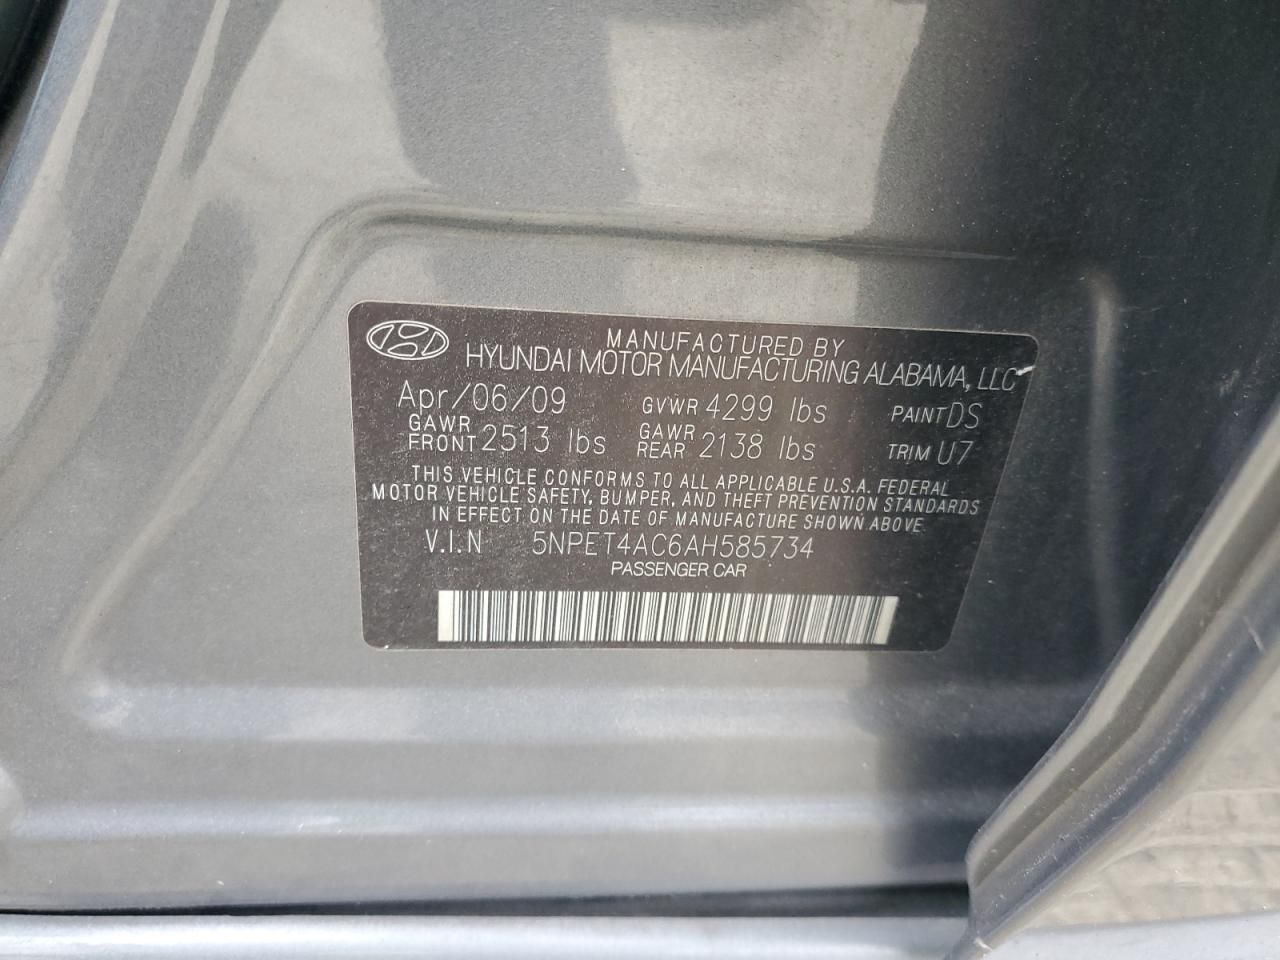 MANUFACTURED BY
HYUNDAI MOTOR MANUFACTURING ALABAMA, LLC
Apr/06/09 GVWR 4299 lbs PAINT DS
GAWR FRONT 2513 lbs GAWR REAR 2138 lbs TRIM U7
THIS VEHICLE CONFORMS TO ALL APPLICABLE U.S.A. FEDERAL
MOTOR VEHICLE SAFETY, BUMPER, AND THEFT PREVENTION STANDARDS
IN EFFECT ON THE DATE OF MANUFACTURE SHOWN ABOVE.
V.I.N 5NPET4AC6AH585734
PASSENGER CAR